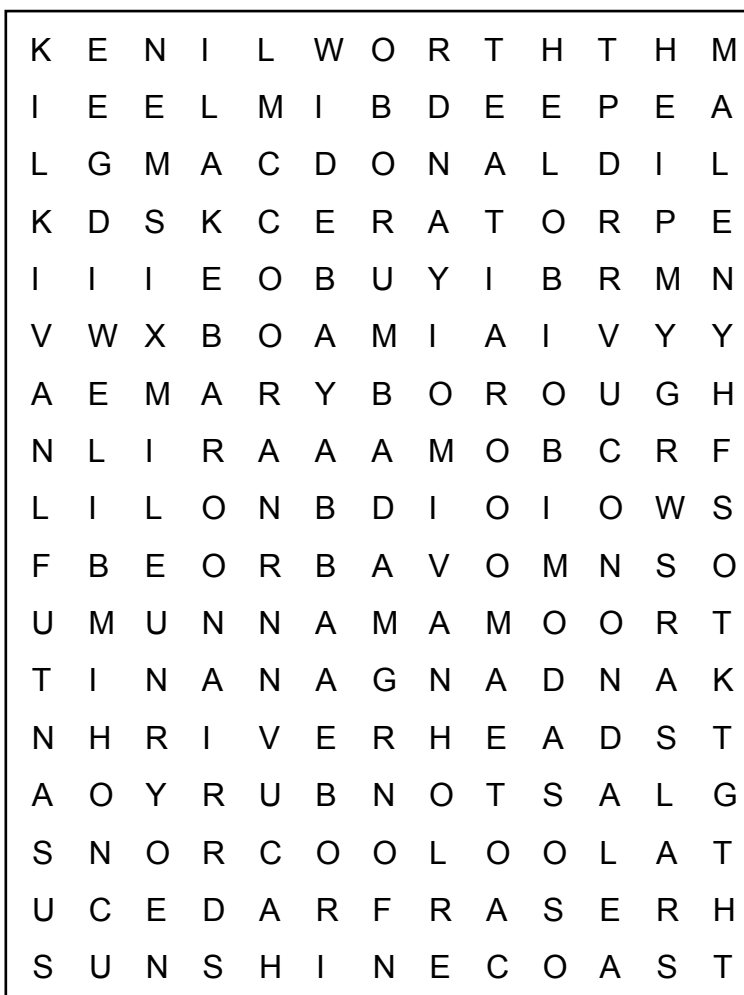 K E N I L W O R T H T H M
I E E L M I B D E E P E A
L G M A C D O N A L D I L
K D S K C E R A T O R P E
I I I E O B U Y I B R M N
V W X B O A M I A I V Y Y
A E M A R Y B O R O U G H
N L I R A A A M O B C R F
L I L O N B D I O I O W S
F B E O R B A V O M N S O
U M U N N A M A M O O R T
T I N A N A G N A D N A K
N H R I V E R H E A D S T
A O Y R U B N O T S A L G
S N O R C O O L O O L A T
U C E D A R F R A S E R H
S U N S H I N E C O A S T